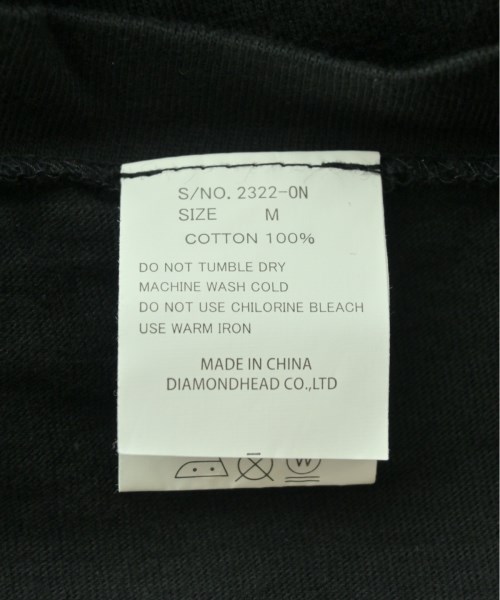 S/NO. 2322-0N
SIZE M
COTTON 100%
DO NOT TUMBLE DRY
MACHINE WASH COLD
DO NOT USE CHILORINE BLEACH
USE WARM IRON
MADE IN CHINA
DIAMONDHEAD CO.,LTD
W